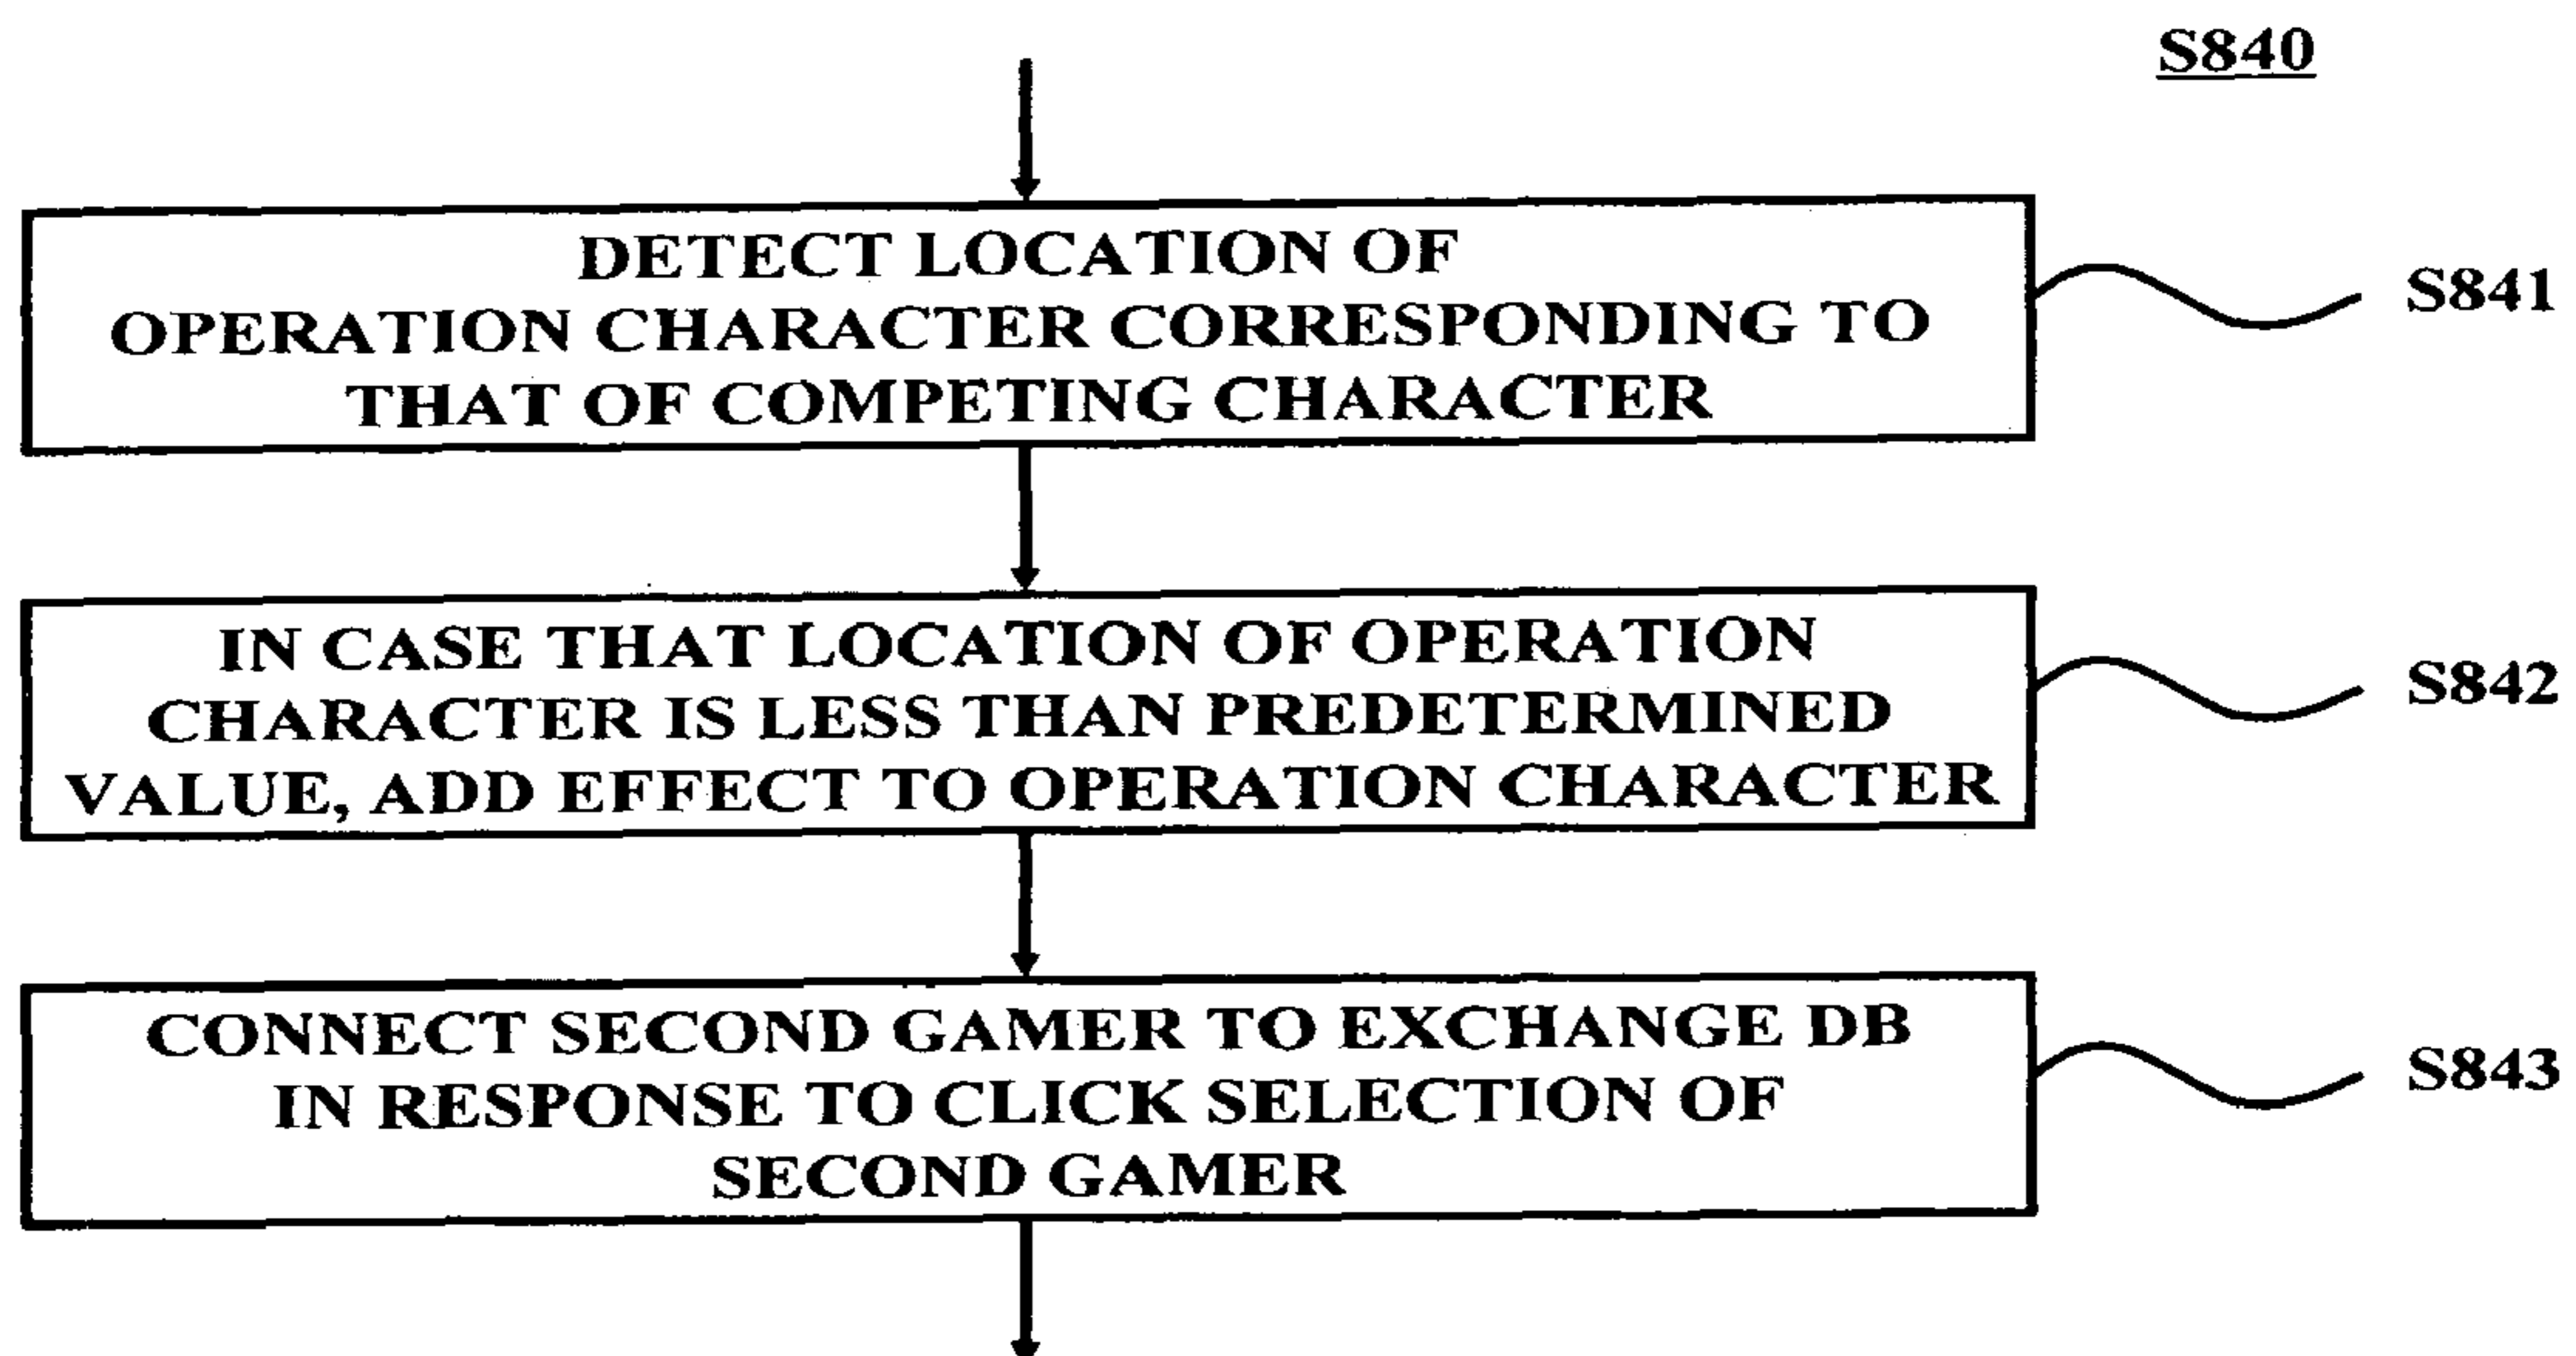 S840
DETECT LOCATION OF
OPERATION CHARACTER CORRESPONDING TO
THAT OF COMPETING CHARACTER
S841
IN CASE THAT LOCATION OF OPERATION
CHARACTER IS LESS THAN PREDETERMINED
VALUE, ADD EFFECT TO OPERATION CHARACTER
S842
CONNECT SECOND GAMER TO EXCHANGE DB
IN RESPONSE TO CLICK SELECTION OF
SECOND GAMER
S843